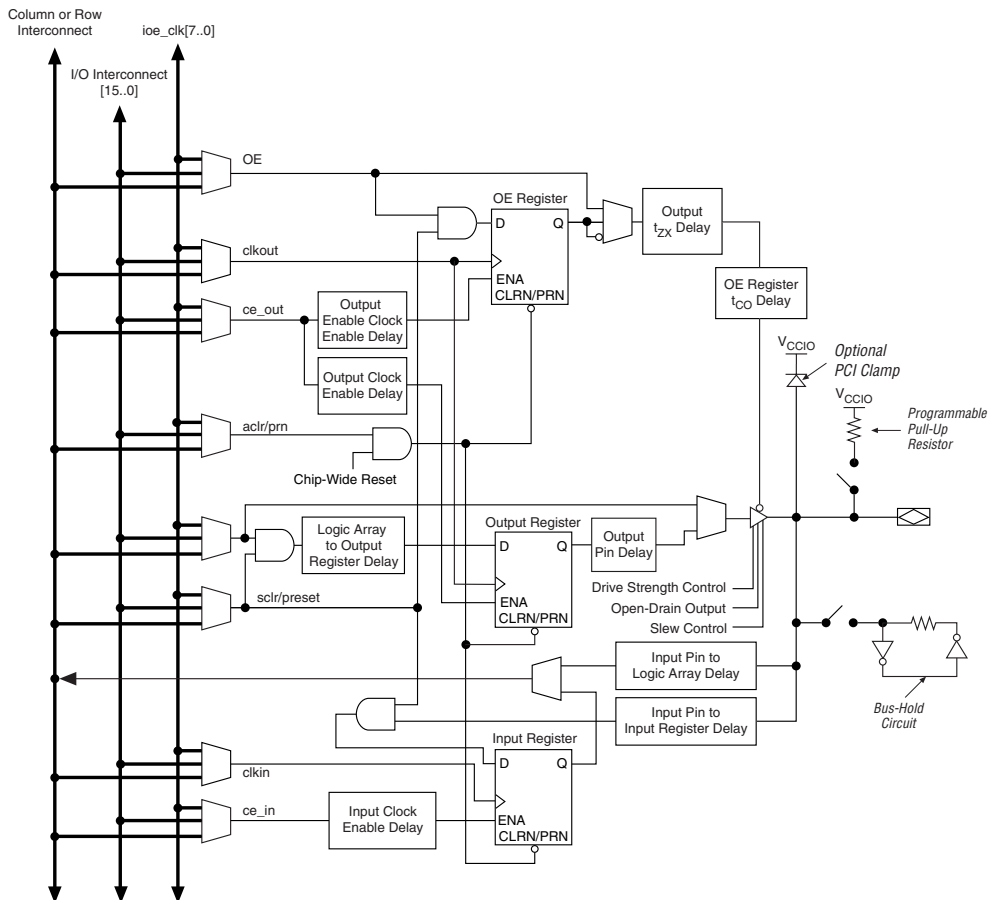 Column or Row
Interconnect
ioe_clk[7..0]
I/O Interconnect
[15..0]
OE
OE Register
D Q
ENA
CLRN/PRN
Output
tZX Delay
clkout
OE Register
tCO Delay
ce_out
Output
Enable Clock
Enable Delay
Output Clock
Enable Delay
VCCIO
Optional
PCI Clamp
VCCIO
Programmable
Pull-Up
Resistor
aclr/prn
Chip-Wide Reset
Logic Array
to Output
Register Delay
Output Register
D Q
ENA
CLRN/PRN
Output
Pin Delay
sclr/preset
Drive Strength Control
Open-Drain Output
Slew Control
Input Pin to
Logic Array Delay
Input Pin to
Input Register Delay
Bus-Hold
Circuit
Input Register
D Q
ENA
CLRN/PRN
clkin
ce_in
Input Clock
Enable Delay